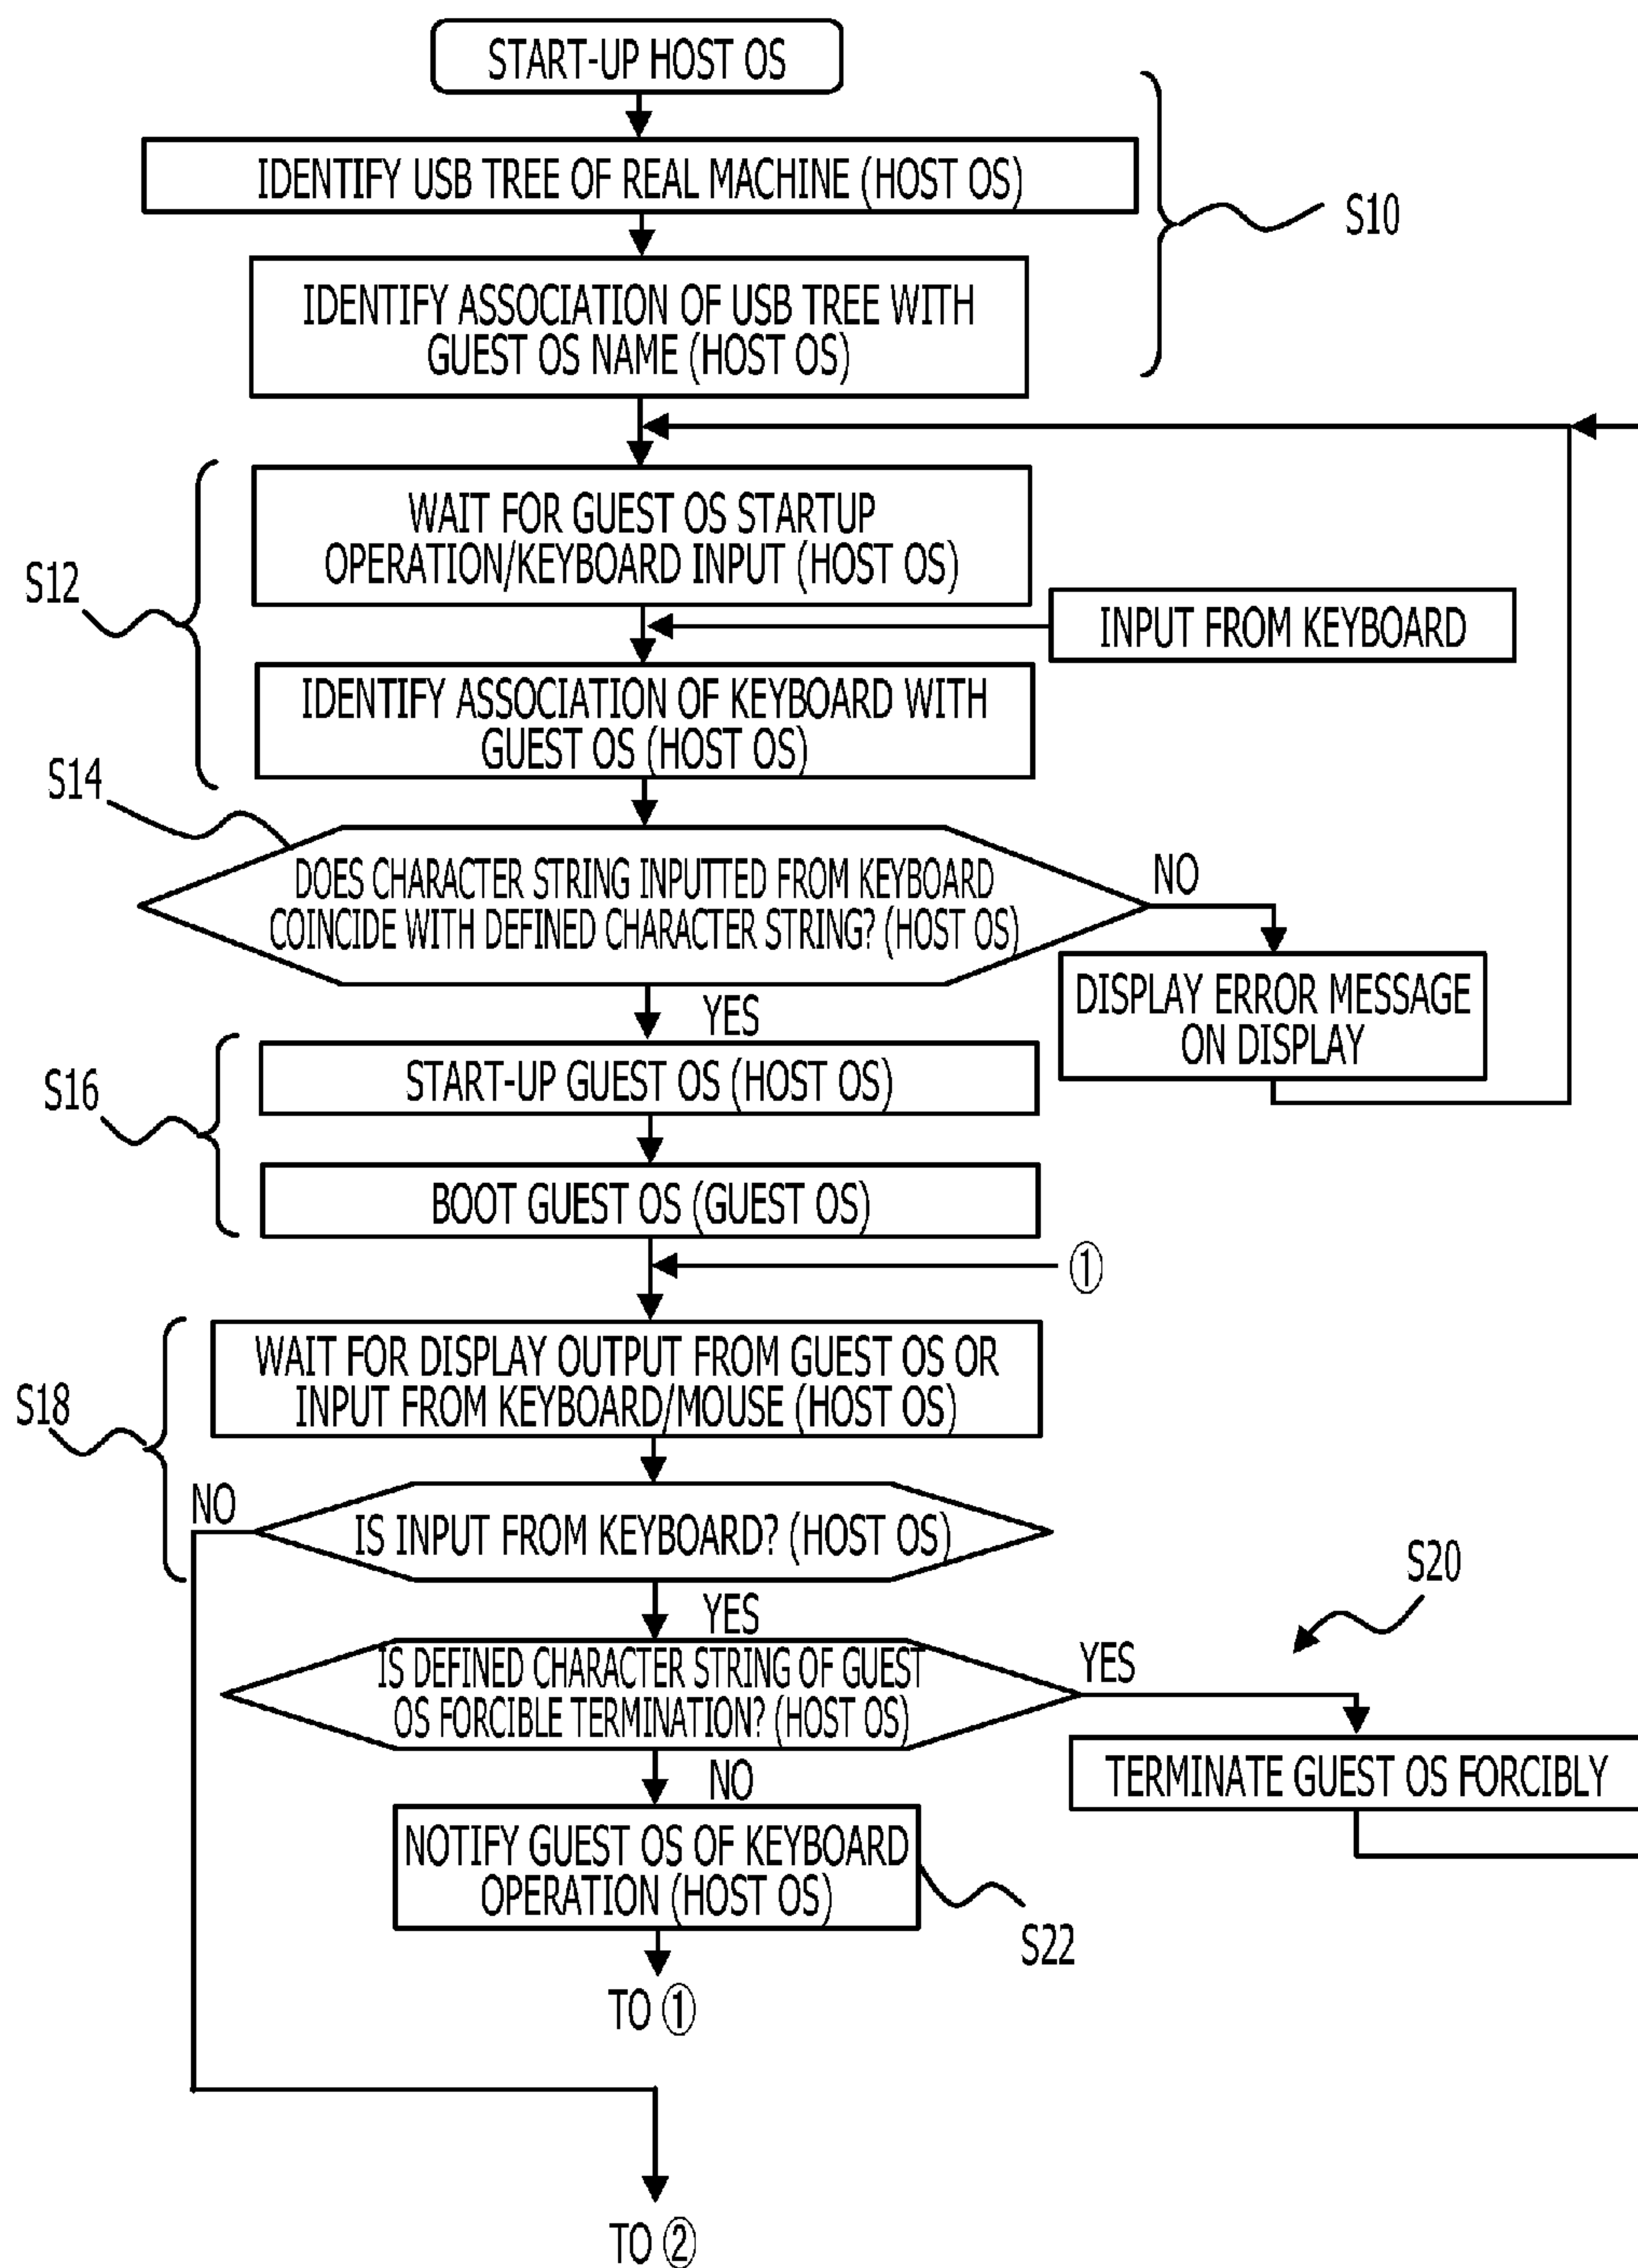 START-UP HOST OS
IDENTIFY USB TREE OF REAL MACHINE (HOST OS)
S10
IDENTIFY ASSOCIATION OF USB TREE WITH
GUEST OS NAME (HOST OS)
WAIT FOR GUEST OS STARTUP
OPERATION/KEYBOARD INPUT (HOST OS)
S12
INPUT FROM KEYBOARD
IDENTIFY ASSOCIATION OF KEYBOARD WITH
GUEST OS (HOST OS)
S14
DOES CHARACTER STRING INPUTTED FROM KEYBOARD
COINCIDE WITH DEFINED CHARACTER STRING? (HOST OS)
NO
DISPLAY ERROR MESSAGE
ON DISPLAY
YES
S16
START-UP GUEST OS (HOST OS)
BOOT GUEST OS (GUEST OS)
①
WAIT FOR DISPLAY OUTPUT FROM GUEST OS OR
INPUT FROM KEYBOARD/MOUSE (HOST OS)
S18
NO
IS INPUT FROM KEYBOARD? (HOST OS)
YES
S20
IS DEFINED CHARACTER STRING OF GUEST
OS FORCIBLE TERMINATION? (HOST OS)
YES
TERMINATE GUEST OS FORCIBLY
NO
NOTIFY GUEST OS OF KEYBOARD
OPERATION (HOST OS)
S22
TO ①
TO ②